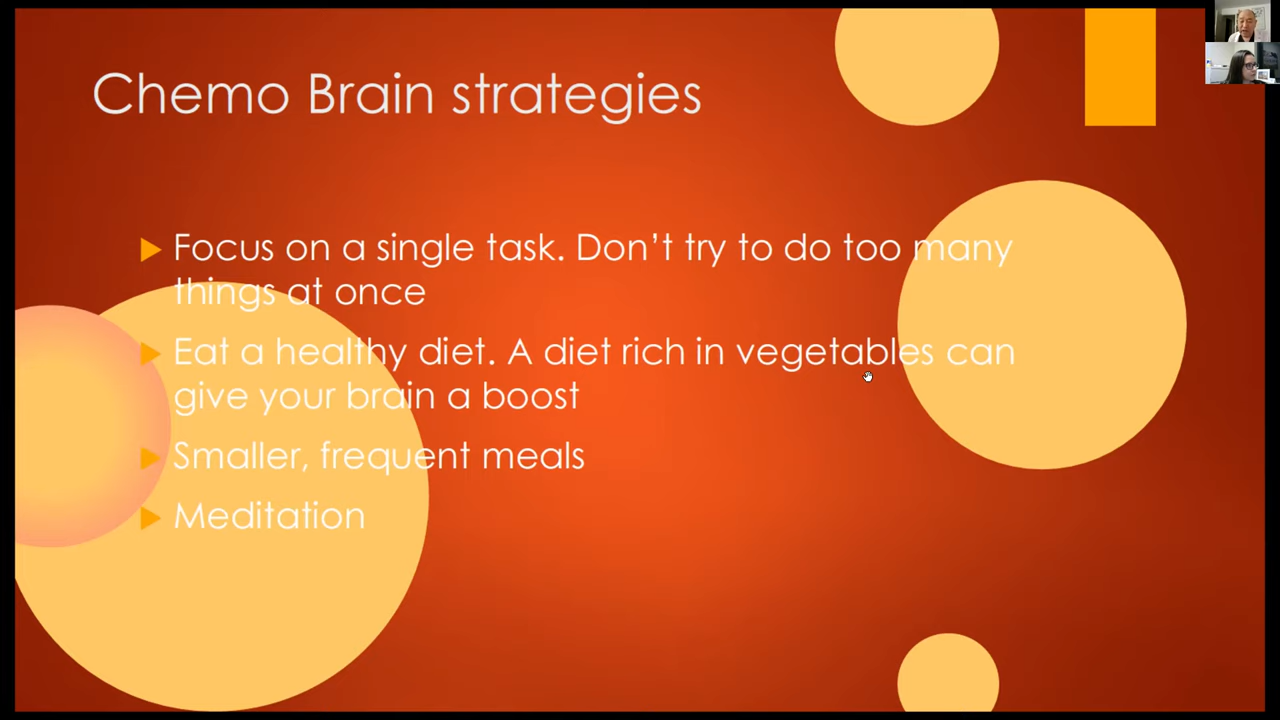 Chemo Brain strategies
Focus on a single task. Don’t try to do too many
things at once
Eat a healthy diet. A diet rich in vegetables can
give your brain a boost
Smaller, frequent meals
Meditation